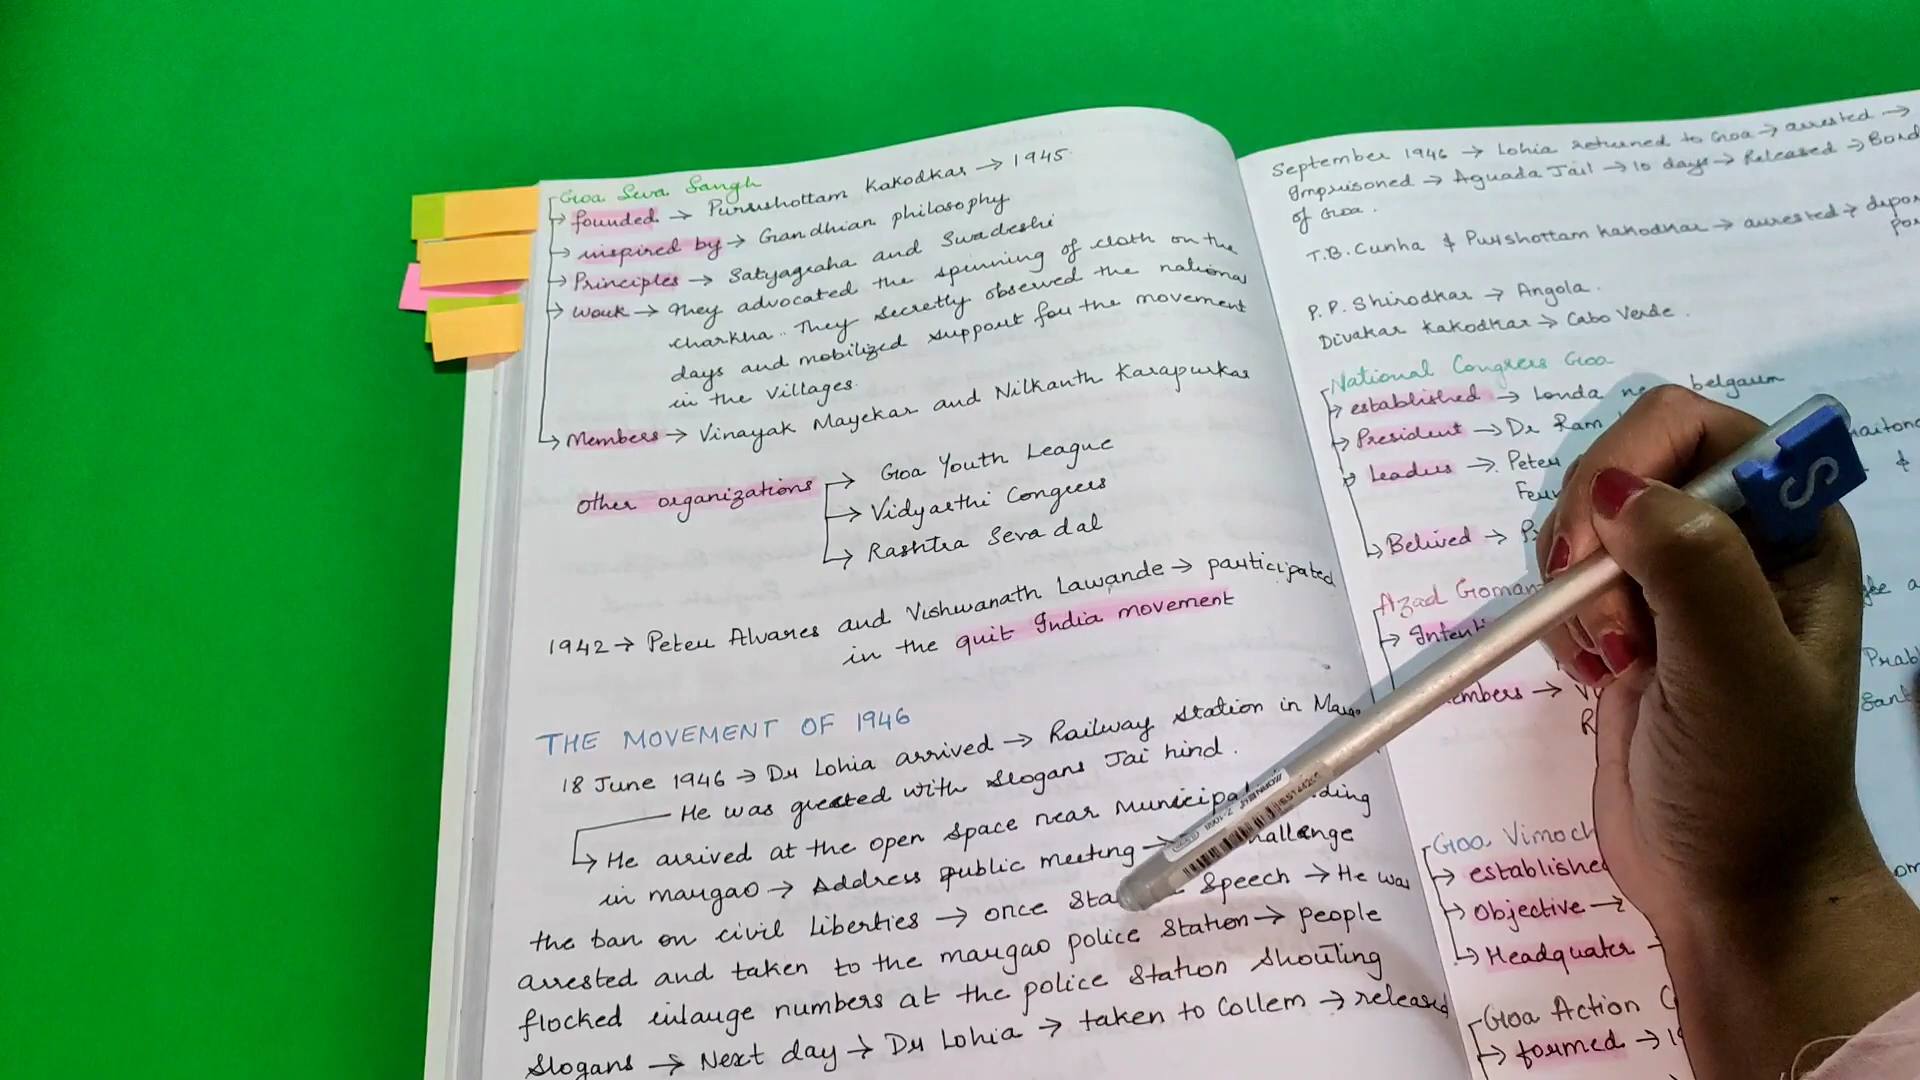 Goa Seva Sangh
founded → Purushottam Kakodkar → 1945
inspired by → Gandhian philosophy
Principles → Satyagraha and Swadeshi
Work → They advocated the spinning of cloth on the
charkha. They secretly observed the national
days and mobilized support for the movement
in the villages.
Members → Vinayak Mayekar and Nilkanth Karapurkar
other organizations → Goa Youth League
→ Vidyarthi Congress
→ Rashtra Seva dal
1942 → Peter Alvares and Vishwanath Lawande → participated
in the quit India movement
THE MOVEMENT OF 1946
18 June 1946 → Dr Lohia arrived → Railway station in
He was greeted with slogans Jai hind.
→ He arrived at the open space near Municipal
in margao → Address public meeting → challenge
the ban on civil liberties → once Speech → He was
arrested and taken to the margao police station → people
flocked inlarge numbers at the police station shouting
slogans → Next day → Dr Lohia → taken to Collem → released
September 1946 → Lohia returned to Goa → arrested →
Imprisoned → Aguada Jail → 10 days → Released →
of Goa.
T.B. Cunha & Purshottam Kakodkar → arrested →
P.P. Shirodkar → Angola.
Divakar Kakodkar → Cabo Verde.
National Congress Goa
→ established → Londa belgaum
→ President → Dr Ram
→ Leaders → Peter
&
→ Belived →
Azad
→
→
Goa
→
→ Objective →
→ Headquater
Goa Action
→ formed →
S